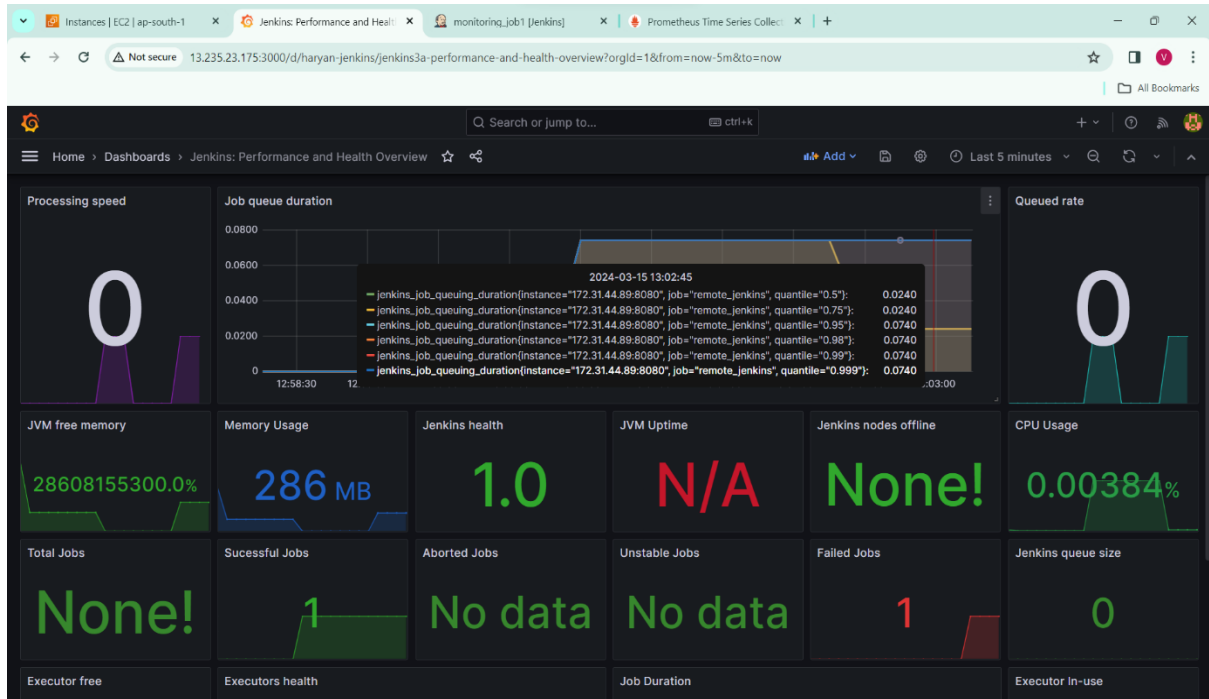 Instances | EC2 | ap-south-1
Jenkins: Performance and Healt
monitoring_job1 [Jenkins]
Prometheus Time Series Collect
Not secure 13.235.23.175:3000/d/haryan-jenkins/jenkins3a-performance-and-health-overview?orgId=1&from=now-5m&to=now
V
All Bookmarks
Search or jump to... ctrl+k
Home › Dashboards › Jenkins: Performance and Health Overview
Add
Last 5 minutes
Processing speed
0
Job queue duration
0.0800
0.0600
0.0400
0.0200
0
12:58:30
12
:03:00
2024-03-15 13:02:45
jenkins_job_queuing_duration{instance="172.31.44.89:8080", job="remote_jenkins", quantile="0.5"}: 0.0240
jenkins_job_queuing_duration{instance="172.31.44.89:8080", job="remote_jenkins", quantile="0.75"}: 0.0240
jenkins_job_queuing_duration{instance="172.31.44.89:8080", job="remote_jenkins", quantile="0.95"}: 0.0740
jenkins_job_queuing_duration{instance="172.31.44.89:8080", job="remote_jenkins", quantile="0.98"}: 0.0740
jenkins_job_queuing_duration{instance="172.31.44.89:8080", job="remote_jenkins", quantile="0.99"}: 0.0740
jenkins_job_queuing_duration{instance="172.31.44.89:8080", job="remote_jenkins", quantile="0.999"}: 0.0740
Queued rate
0
JVM free memory
28608155300.0%
Memory Usage
286 MB
Jenkins health
1.0
JVM Uptime
N/A
Jenkins nodes offline
None!
CPU Usage
0.00384%
Total Jobs
None!
Sucessful Jobs
1
Aborted Jobs
No data
Unstable Jobs
No data
Failed Jobs
1
Jenkins queue size
0
Executor free
Executors health
Job Duration
Executor In-use